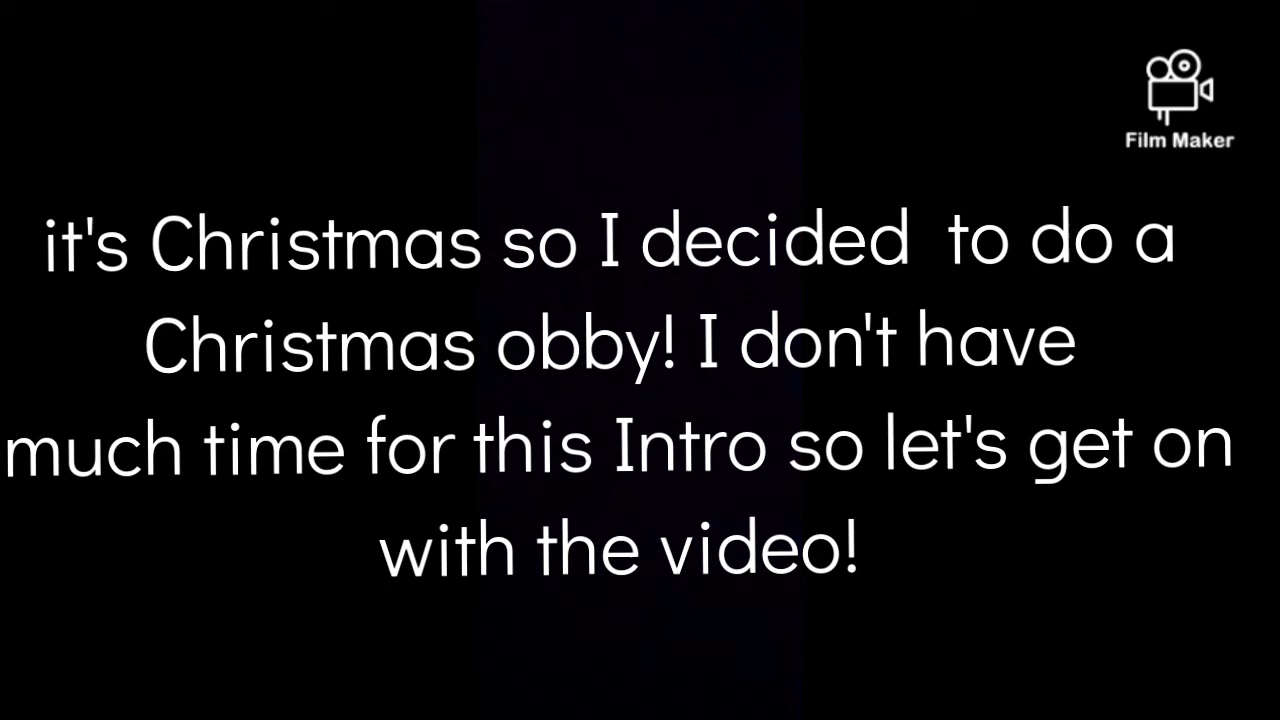 Film Maker
it's Christmas so I decided  to do a
Christmas obby! I don't have
much time for this Intro so let's get on
with the video!